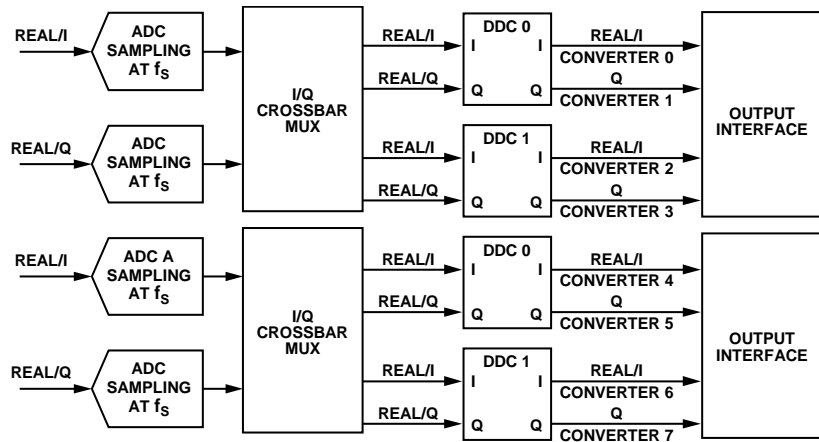 REAL/I
ADC
SAMPLING
AT fS
REAL/Q
ADC
SAMPLING
AT fS
I/Q
CROSSBAR
MUX
REAL/I
REAL/Q
REAL/I
REAL/Q
DDC 0
I
I
Q
Q
DDC 1
I
I
Q
Q
REAL/I
CONVERTER 0
Q
CONVERTER 1
REAL/I
CONVERTER 2
Q
CONVERTER 3
OUTPUT
INTERFACE
REAL/I
ADC A
SAMPLING
AT fS
REAL/Q
ADC
SAMPLING
AT fS
I/Q
CROSSBAR
MUX
REAL/I
REAL/Q
REAL/I
REAL/Q
DDC 0
I
I
Q
Q
DDC 1
I
I
Q
Q
REAL/I
CONVERTER 4
Q
CONVERTER 5
REAL/I
CONVERTER 6
Q
CONVERTER 7
OUTPUT
INTERFACE